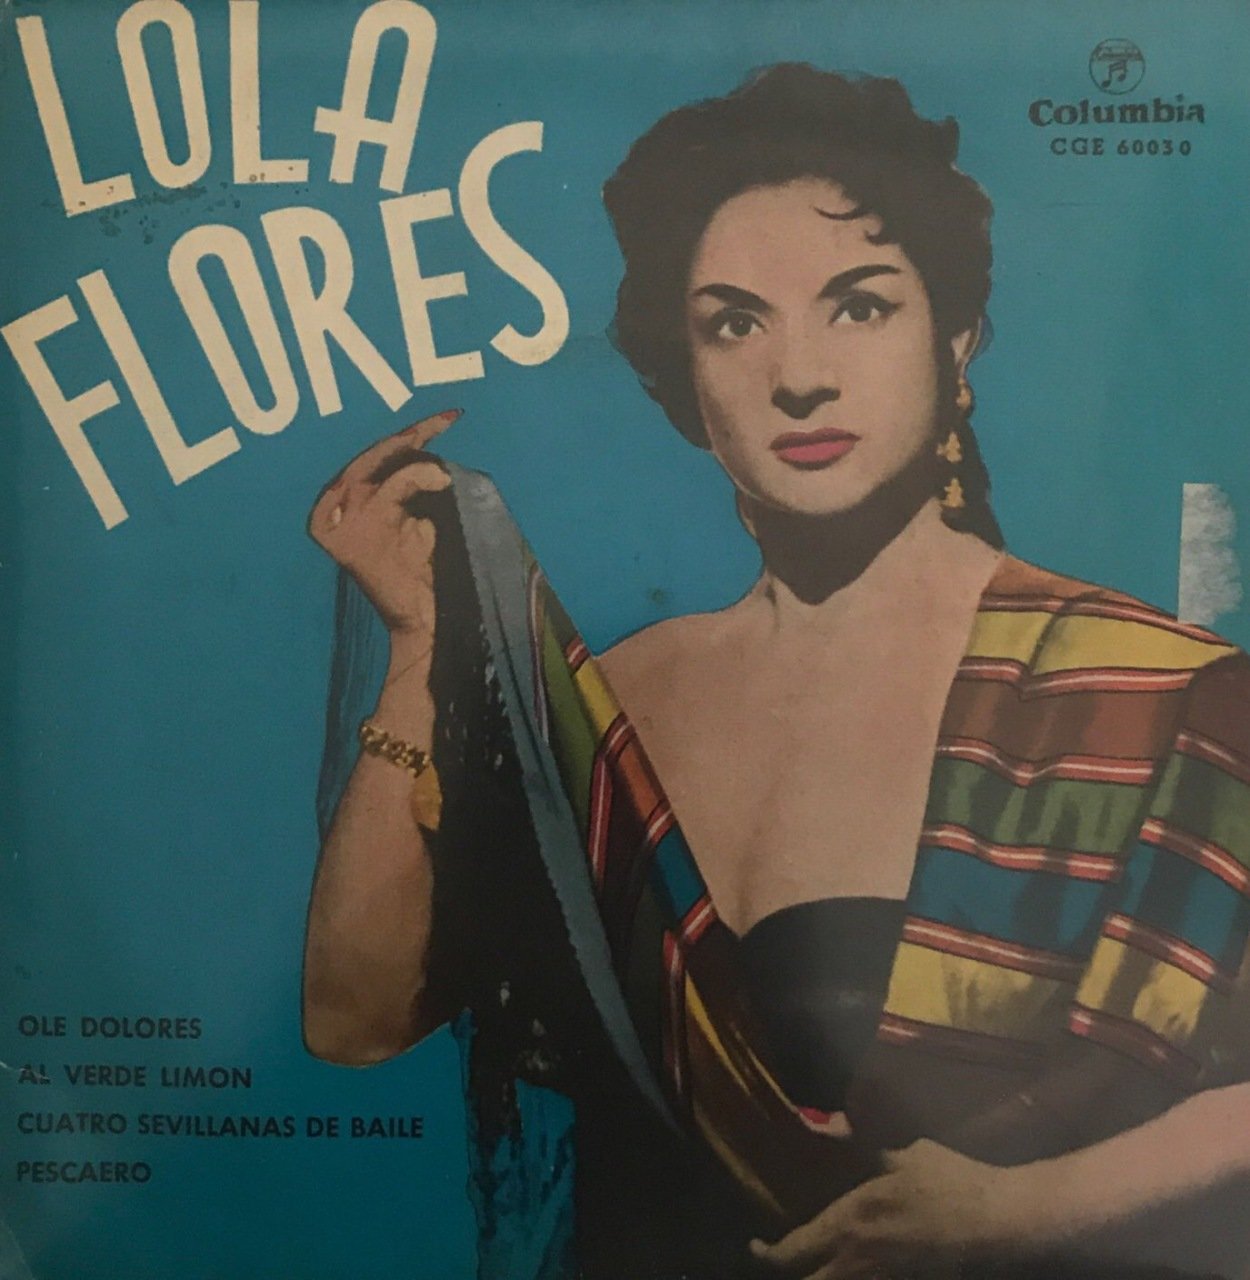 LOLA
FLORES
Columbia
CGE 60030
OLE DOLORES
AL VERDE LIMON
CUATRO SEVILLANAS DE BAILE
PESCAERO